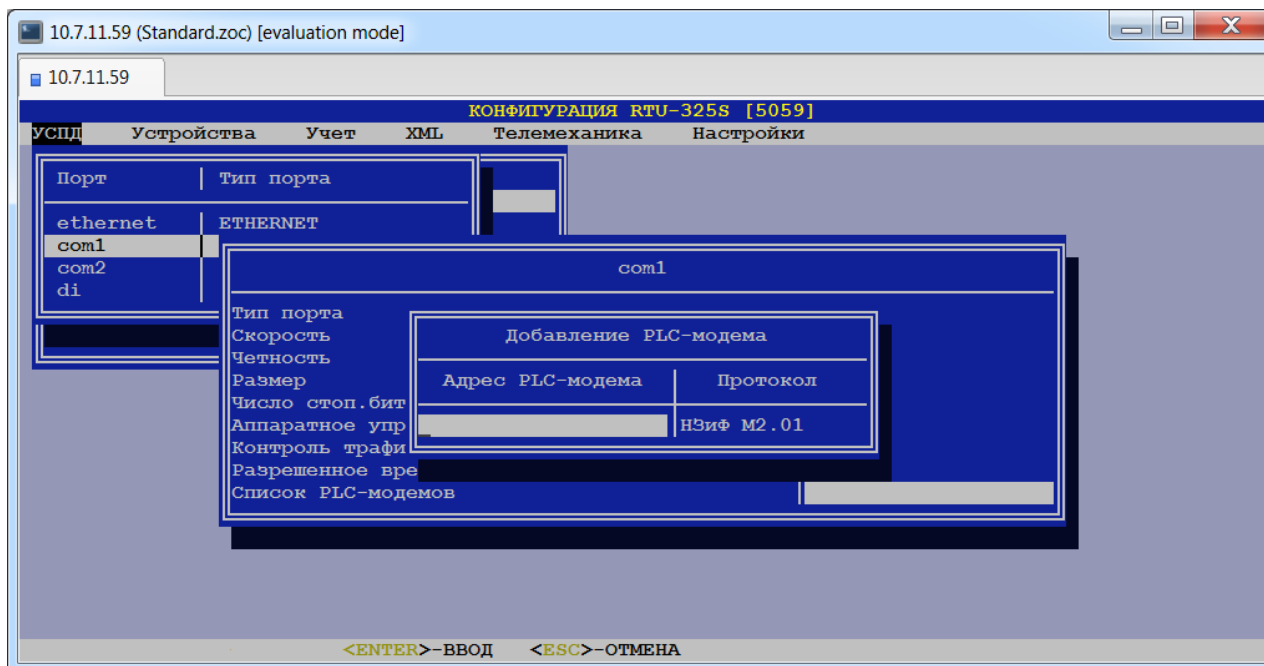 10.7.11.59 (Standard.zoc) [evaluation mode]
10.7.11.59
КОНФИГУРАЦИЯ RTU-325S [5059]
УСПД Устройства Учет XML Телемеханика Настройки
Порт Тип порта
ethernet ETHERNET
com1
com2
di
com1
Тип порта
Скорость
Четность
Размер
Число стоп.бит
Аппаратное упр
Контроль трафи
Разрешенное вре
Список PLC-модемов
Добавление PLC-модема
Адрес PLC-модема Протокол
НЗиФ М2.01
<ENTER>-ВВОД <ESC>-ОТМЕНА